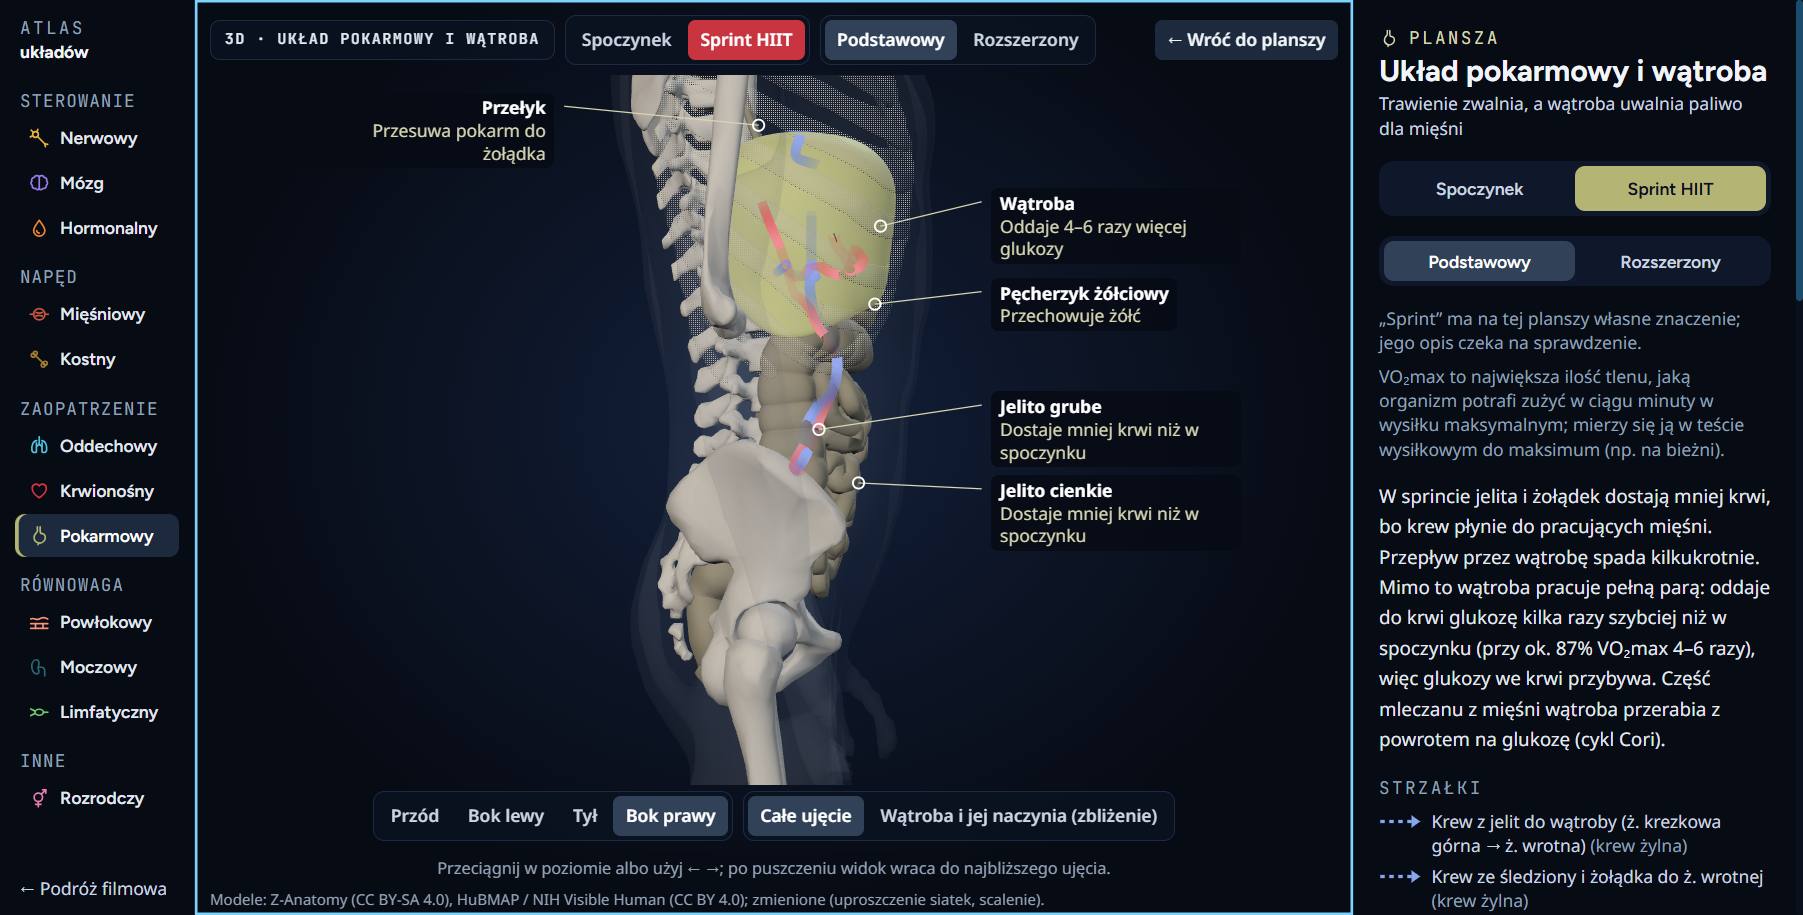 ATLAS
układów
STEROWANIE
Nerwowy
Mózg
Hormonalny
NAPĘD
Mięśniowy
Kostny
ZAOPATRZENIE
Oddechowy
Krwionośny
Pokarmowy
RÓWNOWAGA
Powłokowy
Moczowy
Limfatyczny
INNE
Rozrodczy
← Podróż filmowa
3D · UKŁAD POKARMOWY I WĄTROBA
Spoczynek
Sprint HIIT
Podstawowy
Rozszerzony
← Wróć do planszy
Przełyk
Przesuwa pokarm do
żołądka
Wątroba
Oddaje 4–6 razy więcej
glukozy
Pęcherzyk żółciowy
Przechowuje żółć
Jelito grube
Dostaje mniej krwi niż w
spoczynku
Jelito cienkie
Dostaje mniej krwi niż w
spoczynku
Przód
Bok lewy
Tył
Bok prawy
Całe ujęcie
Wątroba i jej naczynia (zbliżenie)
Przeciągnij w poziomie albo użyj ← →; po puszczeniu widok wraca do najbliższego ujęcia.
Modele: Z-Anatomy (CC BY-SA 4.0), HuBMAP / NIH Visible Human (CC BY 4.0); zmienione (uproszczenie siatek, scalenie).
PLANSZA
Układ pokarmowy i wątroba
Trawienie zwalnia, a wątroba uwalnia paliwo
dla mięśni
Spoczynek
Sprint HIIT
Podstawowy
Rozszerzony
„Sprint” ma na tej planszy własne znaczenie;
jego opis czeka na sprawdzenie.
VO₂max to największa ilość tlenu, jaką
organizm potrafi zużyć w ciągu minuty w
wysiłku maksymalnym; mierzy się ją w teście
wysiłkowym do maksimum (np. na bieżni).
W sprincie jelita i żołądek dostają mniej krwi,
bo krew płynie do pracujących mięśni.
Przepływ przez wątrobę spada kilkukrotnie.
Mimo to wątroba pracuje pełną parą: oddaje
do krwi glukozę kilka razy szybciej niż w
spoczynku (przy ok. 87% VO₂max 4–6 razy),
więc glukozy we krwi przybywa. Część
mleczanu z mięśni wątroba przerabia z
powrotem na glukozę (cykl Cori).
STRZAŁKI
Krew z jelit do wątroby (ż. krezkowa
górna → ż. wrotna) (krew żylna)
Krew ze śledziony i żołądka do ż. wrotnej
(krew żylna)